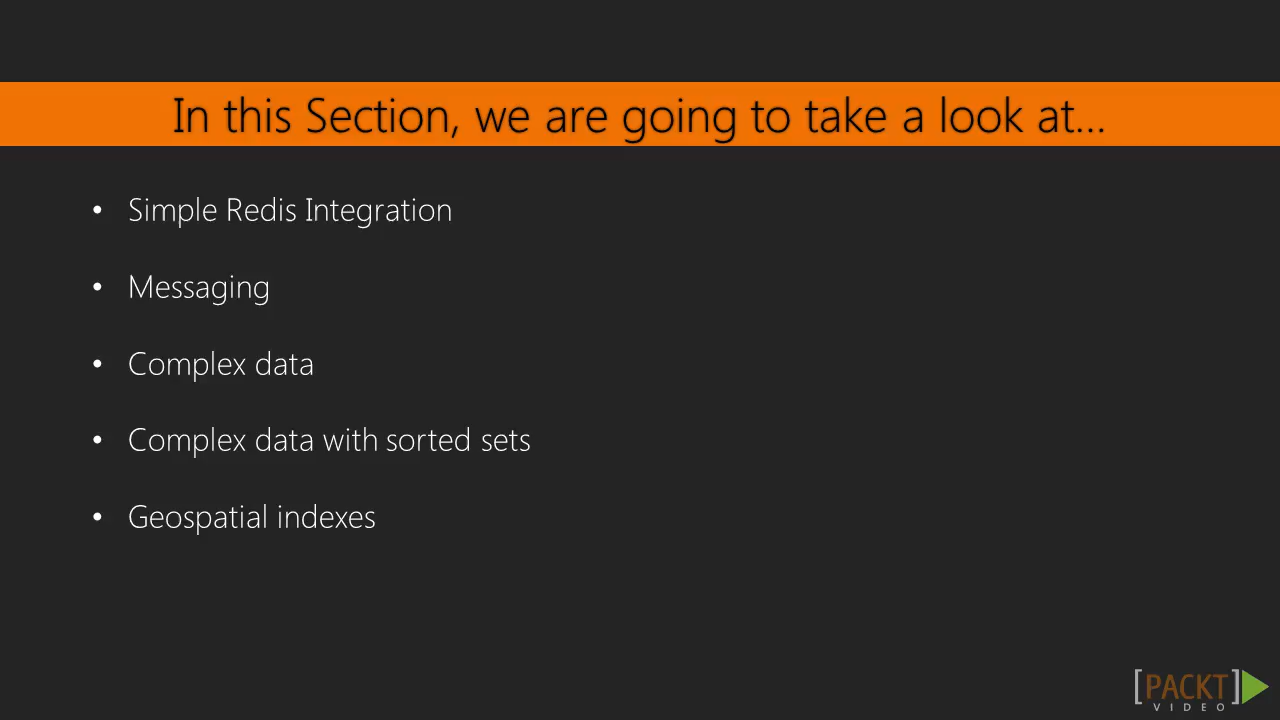 In this Section, we are going to take a look at...
• Simple Redis Integration
• Messaging
• Complex data
• Complex data with sorted sets
• Geospatial indexes
[PACKT]
VIDEO